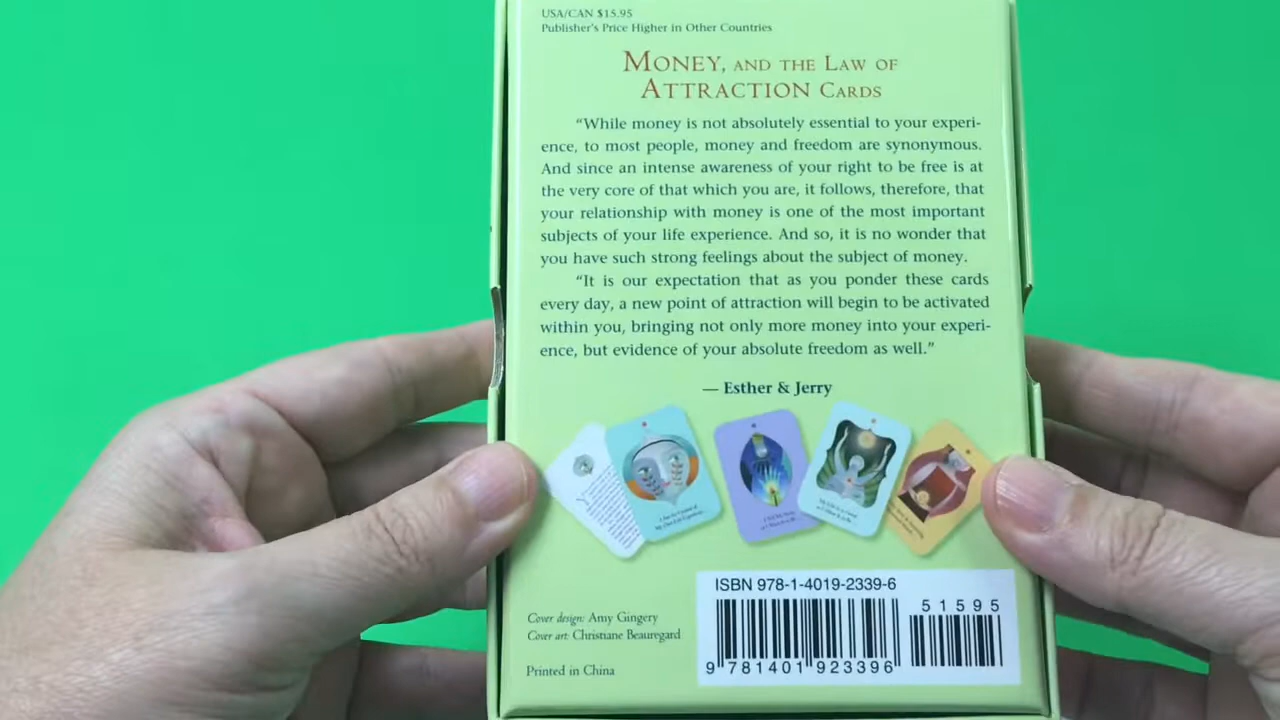 USA/CAN $15.95
Publisher's Price Higher in Other Countries
MONEY, AND THE LAW OF
ATTRACTION CARDS
"While money is not absolutely essential to your experi-
ence, to most people, money and freedom are synonymous.
And since an intense awareness of your right to be free is at
the very core of that which you are, it follows, therefore, that
your relationship with money is one of the most important
subjects of your life experience. And so, it is no wonder that
you have such strong feelings about the subject of money.
"It is our expectation that as you ponder these cards
every day, a new point of attraction will begin to be activated
within you, bringing not only more money into your experi-
ence, but evidence of your absolute freedom as well."
— Esther & Jerry
ISBN 978-1-4019-2339-6
51595
Cover design: Amy Gingery
Cover art: Christiane Beauregard
Printed in China
9 781401 923396